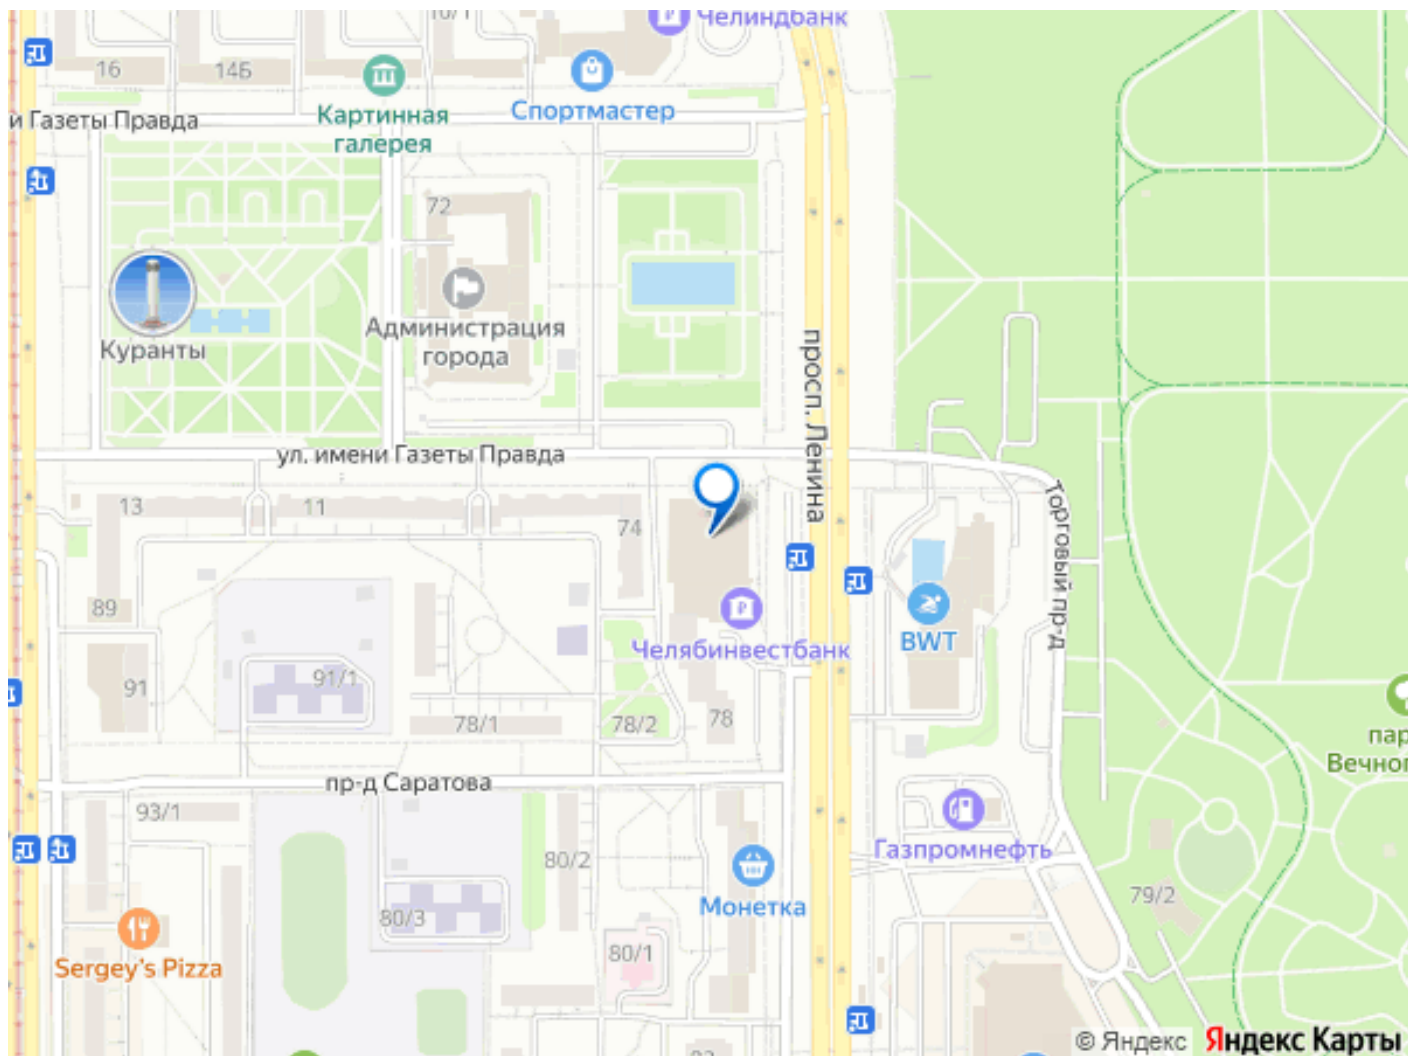 Челиндбанк
16
14Б
Картинная
галерея
Спортмастер
и Газеты Правда
72
Куранты
Администрация
города
просп. Ленина
ул. имени Газеты Правда
13
11
74
Торговый пр-д
89
Челябинвестбанк
BWT
91
91/1
78/1
78/2
78
пар
Вечног
пр-д Саратова
93/1
80/2
Газпромнефть
80/3
Монетка
79/2
Sergey's Pizza
80/1
© Яндекс Яндекс Карты